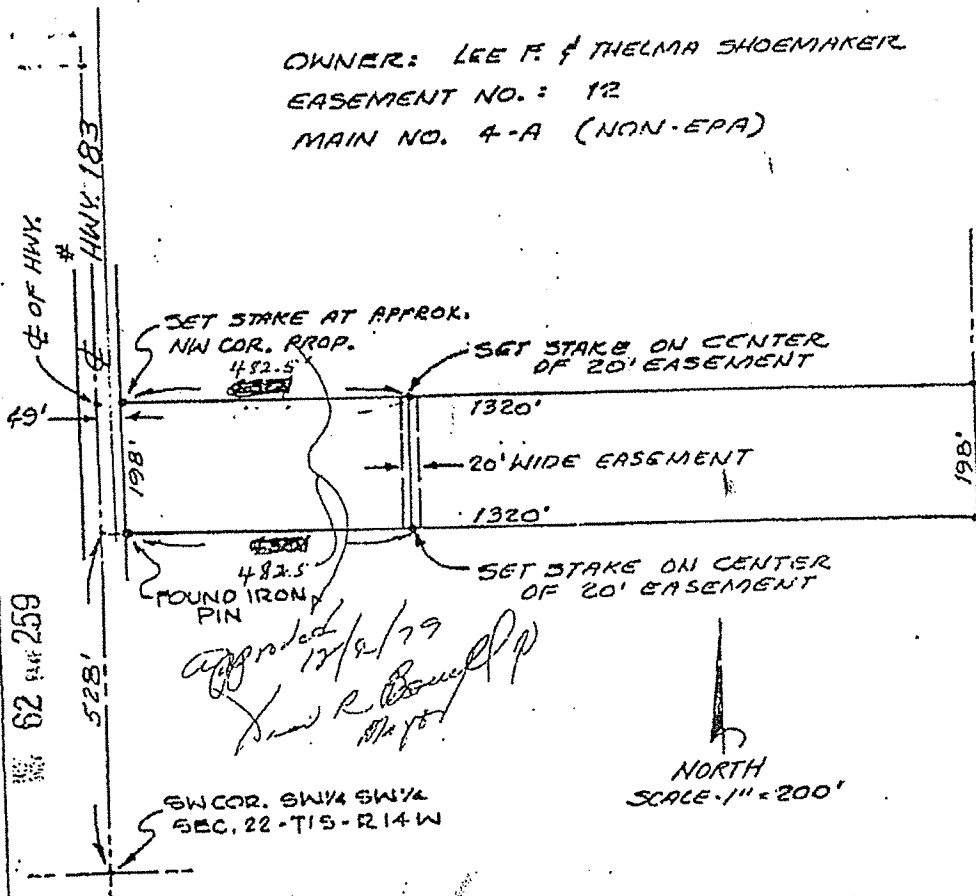 OWNER: LEE F. & THELMA SHOEMAKER
EASEMENT NO.: 12
MAIN NO. 4-A (NON-EPA)
HWY. 183
#
℄ OF HWY.
℄
SET STAKE AT APPROX.
NW COR. PROP.
482.5
SET STAKE ON CENTER
OF 20' EASEMENT
49'
1320'
198'
20' WIDE EASEMENT
198'
1320'
482.5
SET STAKE ON CENTER
OF 20' EASEMENT
FOUND IRON
PIN
Approved
R.
Mayor
62 259
528'
NORTH
SCALE-1"=200'
SW COR. SW¼ SW¼
SEC. 22-T1S-R14W